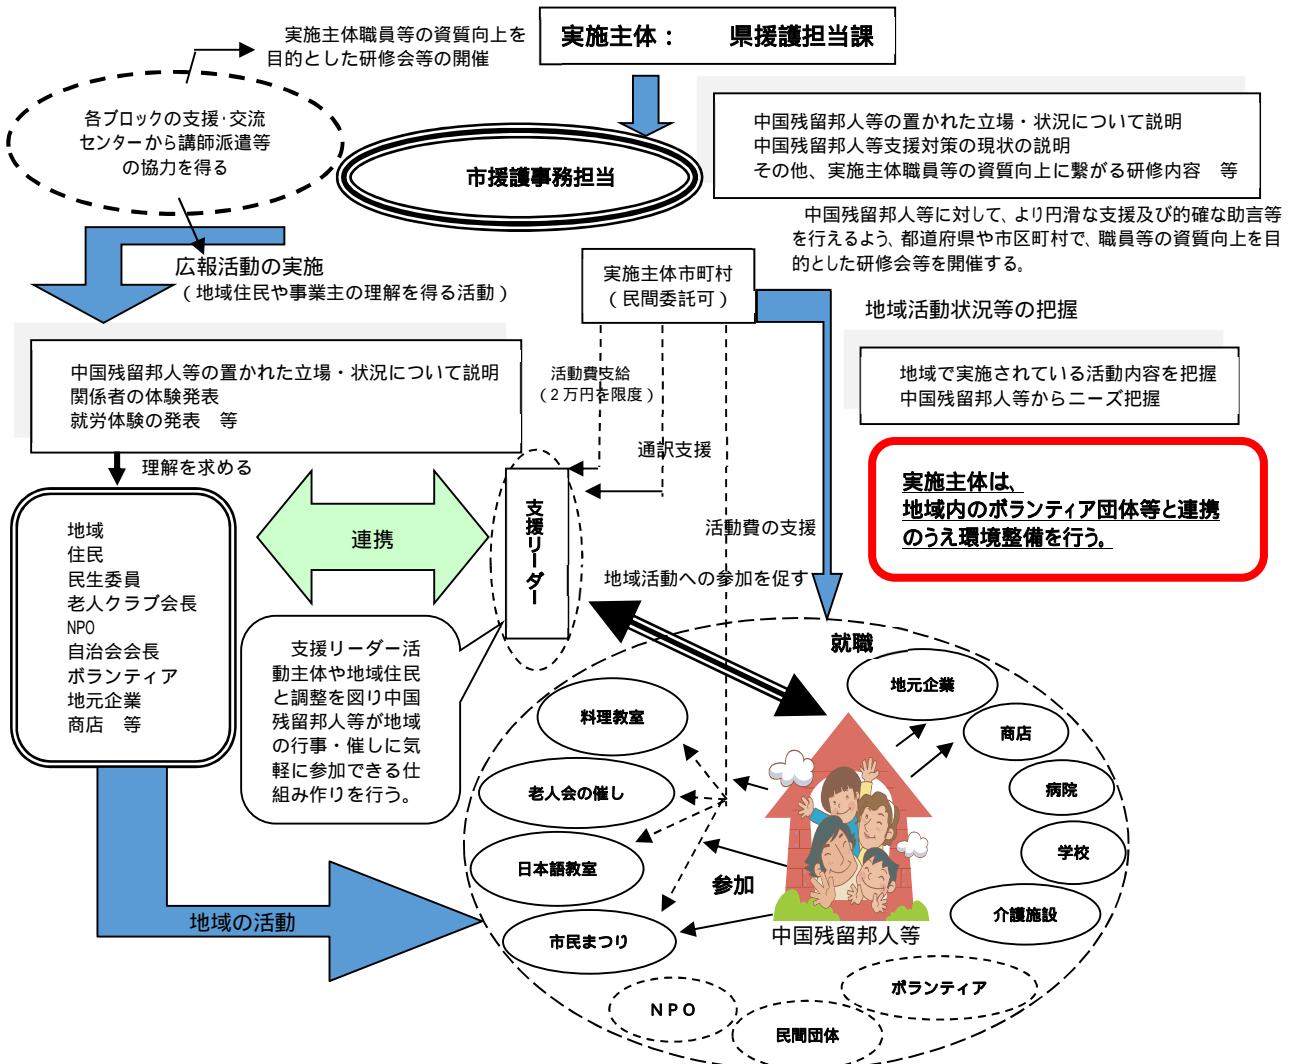 実施主体職員等の資質向上を
目的とした研修会等の開催
実施主体： 県援護担当課
各ブロックの支援・交流
センターから講師派遣等
の協力を得る
市援護事務担当
中国残留邦人等の置かれた立場・状況について説明
中国残留邦人等支援対策の現状の説明
その他、実施主体職員等の資質向上に繋がる研修内容　等
中国残留邦人等に対して、より円滑な支援及び的確な助言等
を行えるよう、都道府県や市区町村で、職員等の資質向上を目
的とした研修会等を開催する。
広報活動の実施
（地域住民や事業主の理解を得る活動）
実施主体市町村
（民間委託可）
地域活動状況等の把握
中国残留邦人等の置かれた立場・状況について説明
関係者の体験発表
就労体験の発表　等
活動費支給
（2万円を限度）
地域で実施されている活動内容を把握
中国残留邦人等からニーズ把握
通訳支援
理解を求める
実施主体は、
地域内のボランティア団体等と連携
のうえ環境整備を行う。
地域
住民
民生委員
老人クラブ会長
NPO
自治会会長
ボランティア
地元企業
商店　等
連携
支援リーダー
活動費の支援
地域活動への参加を促す
支援リーダー活
動主体や地域住民
と調整を図り中国
残留邦人等が地域
の行事・催しに気
軽に参加できる仕
組み作りを行う。
就職
地元企業
料理教室
商店
老人会の催し
病院
学校
日本語教室
参加
介護施設
地域の活動
市民まつり
中国残留邦人等
ボランティア
ＮＰＯ
民間団体